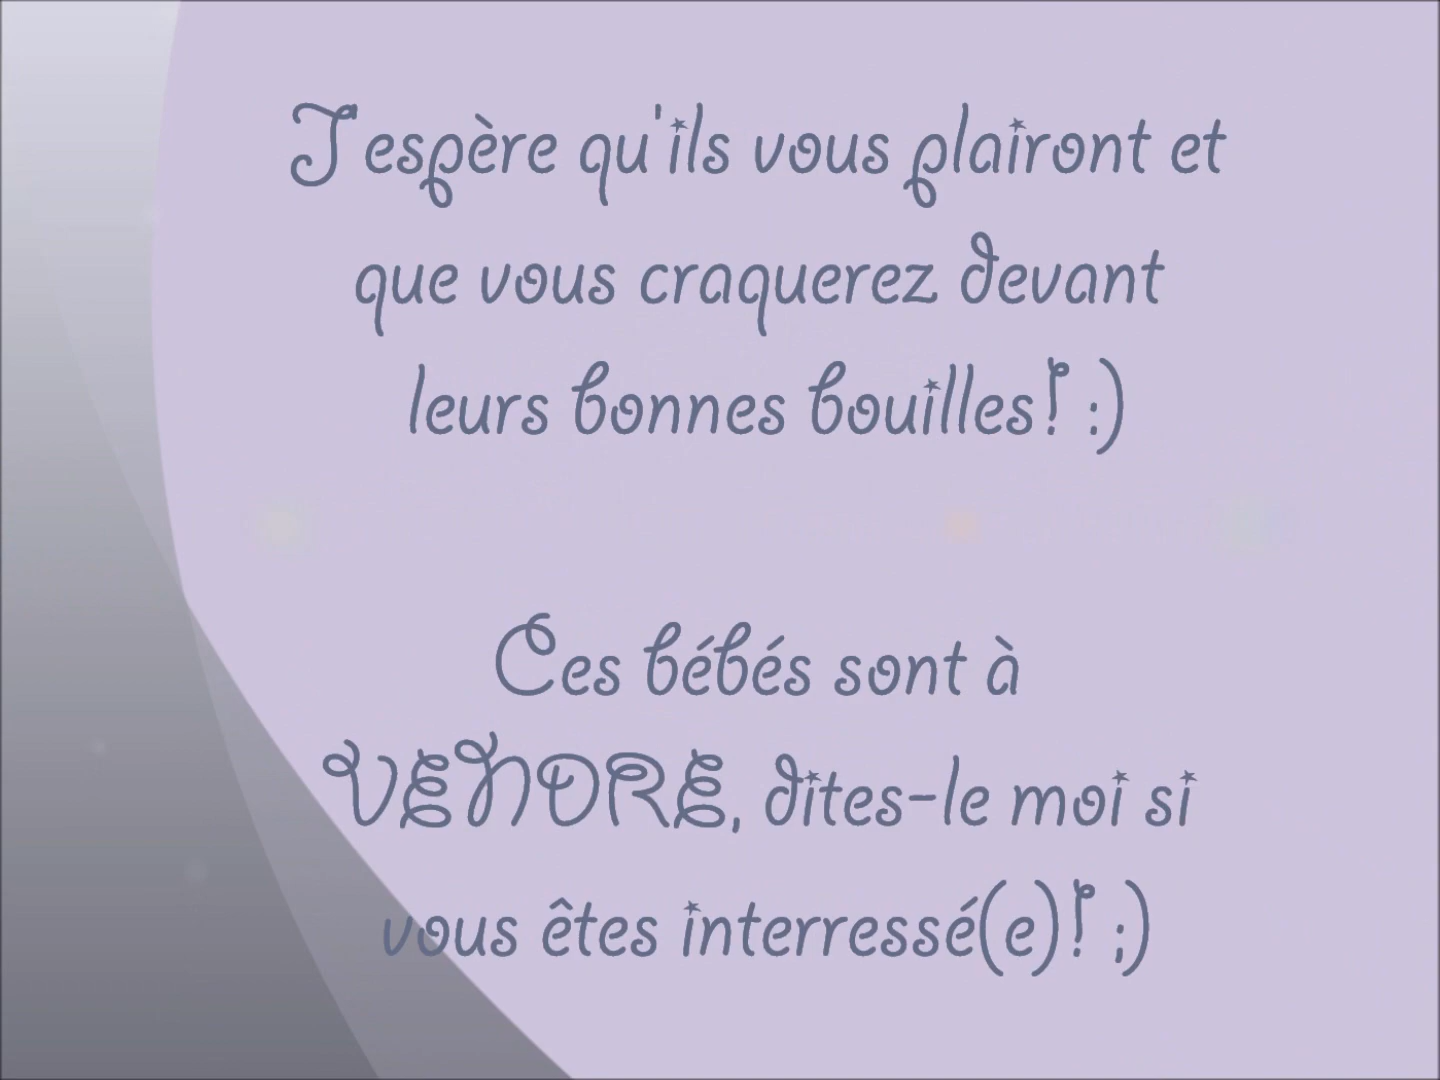 J'espère qu'ils vous plairont et
que vous craquerez devant
leurs bonnes bouilles! :)
Ces bébés sont à
VENDRE, dites-le moi si
vous êtes interressé(e)! ;)